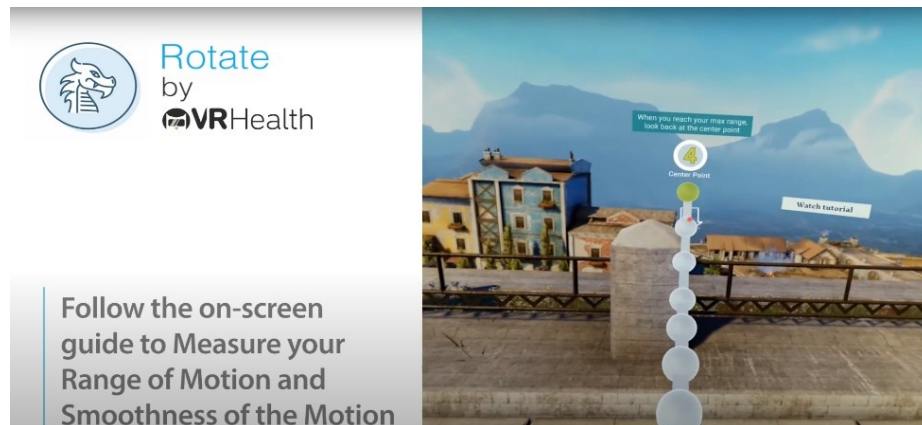 Rotate
by
VRHealth
Follow the on-screen
guide to Measure your
Range of Motion and
Smoothness of the Motion
When you reach your max range,
look back at the center point
4
Center Point
Watch tutorial